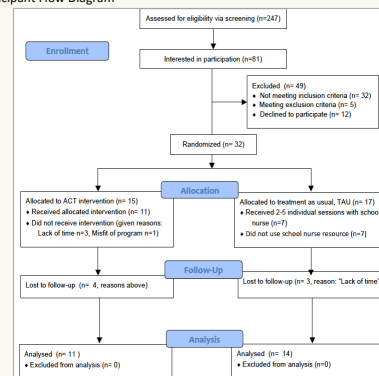 cipant Flow Diagram
Assessed for eligibility via screening (n=247)
Enrollment
Interested in participation (n=81)
Excluded (n= 49)
♦ Not meeting inclusion criteria (n= 32)
♦ Meeting exclusion criteria (n= 5)
♦ Declined to participate (n= 12)
Randomized (n= 32)
Allocation
Allocated to ACT intervention (n= 15)
♦ Received allocated intervention (n= 11)
♦ Did not receive intervention (given reasons:
Lack of time n=3, Misfit of program n=1)
Allocated to treatment as usual, TAU (n= 17)
♦ Received 2-5 individual sessions with school
nurse (n=7)
♦ Did not use school nurse resource (n=7)
Follow-Up
Lost to follow-up (n= 4, reasons above)
Lost to follow-up (n= 3, reason: "Lack of time"
Analysis
Analysed (n= 11 )
♦ Excluded from analysis (n= 0)
Analysed (n= 14)
♦ Excluded from analysis (n=0)